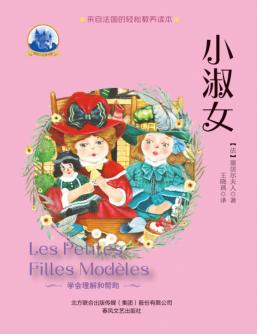 来自法国的轻松教养读本
小淑女
【法】塞居尔夫人◎著
王晓雨◎译
Les Petites
Filles Modèles
学会理解和帮助
北方联合出版传媒（集团）股份有限公司
春风文艺出版社